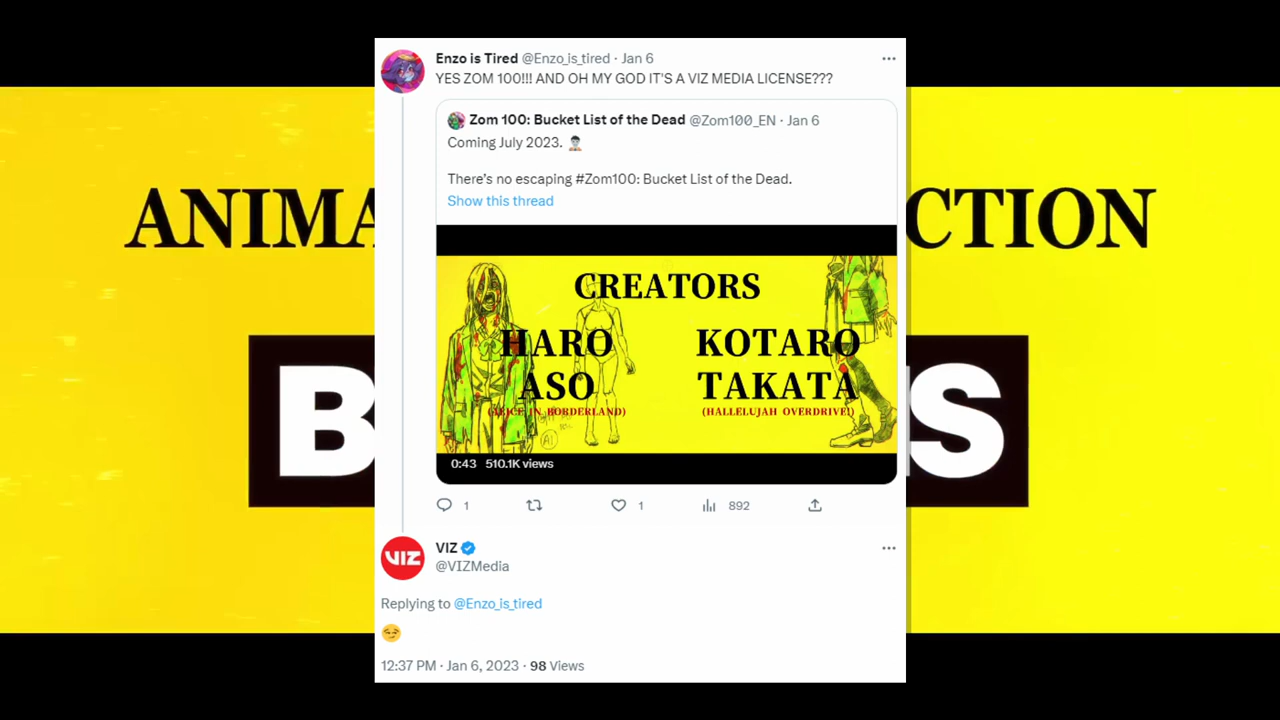 Enzo is Tired @Enzo_is_tired · Jan 6
YES ZOM 100!!! AND OH MY GOD IT'S A VIZ MEDIA LICENSE???
Zom 100: Bucket List of the Dead @Zom100_EN · Jan 6
Coming July 2023.
There's no escaping #Zom100: Bucket List of the Dead.
Show this thread
ANIMA
CTION
CREATORS
HARO
ASO
(ALICE IN BORDERLAND)
KOTARO
TAKATA
(HALLELUJAH OVERDRIVE!)
B
S
0:43 510.1K views
1
1
892
VIZ
VIZ
@VIZMedia
Replying to @Enzo_is_tired
12:37 PM · Jan 6, 2023 · 98 Views